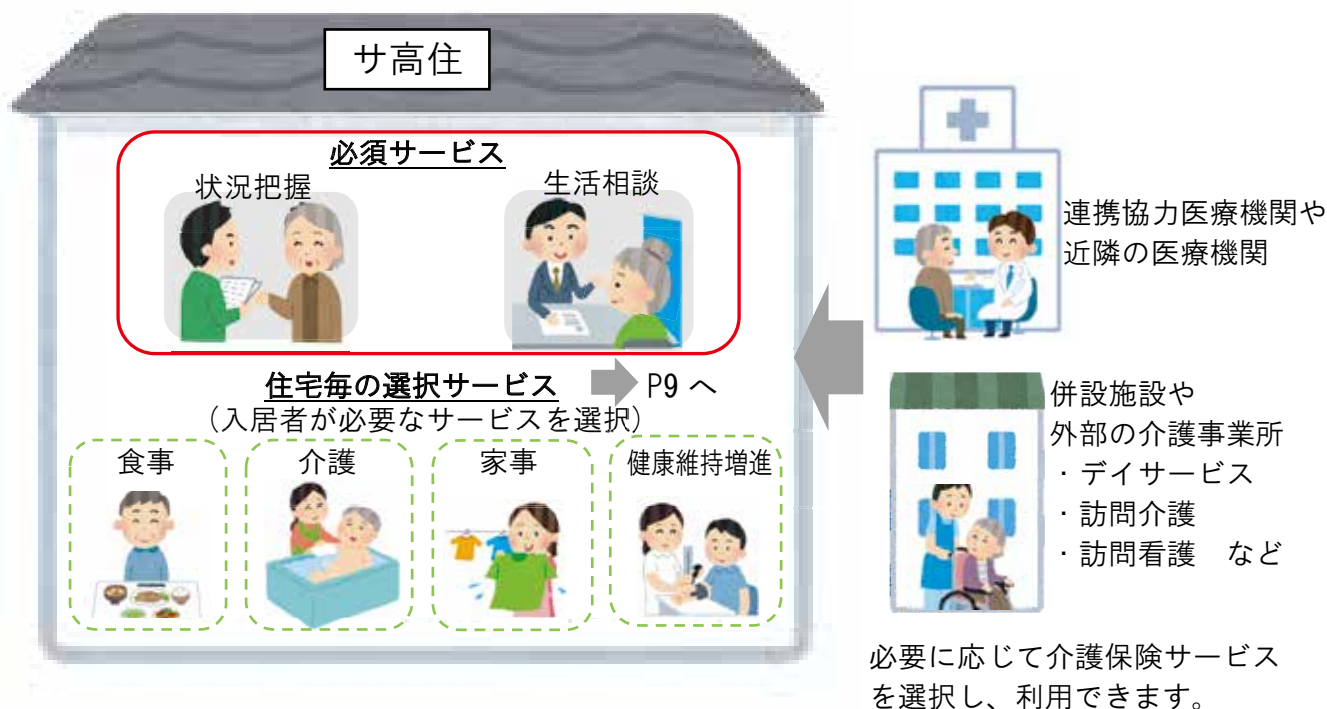 サ高住
必須サービス
状況把握
生活相談
住宅毎の選択サービス
P9 へ
（入居者が必要なサービスを選択）
食事
介護
家事
健康維持増進
連携協力医療機関や
近隣の医療機関
併設施設や
外部の介護事業所
・デイサービス
・訪問介護
・訪問看護　など
必要に応じて介護保険サービス
を選択し、利用できます。